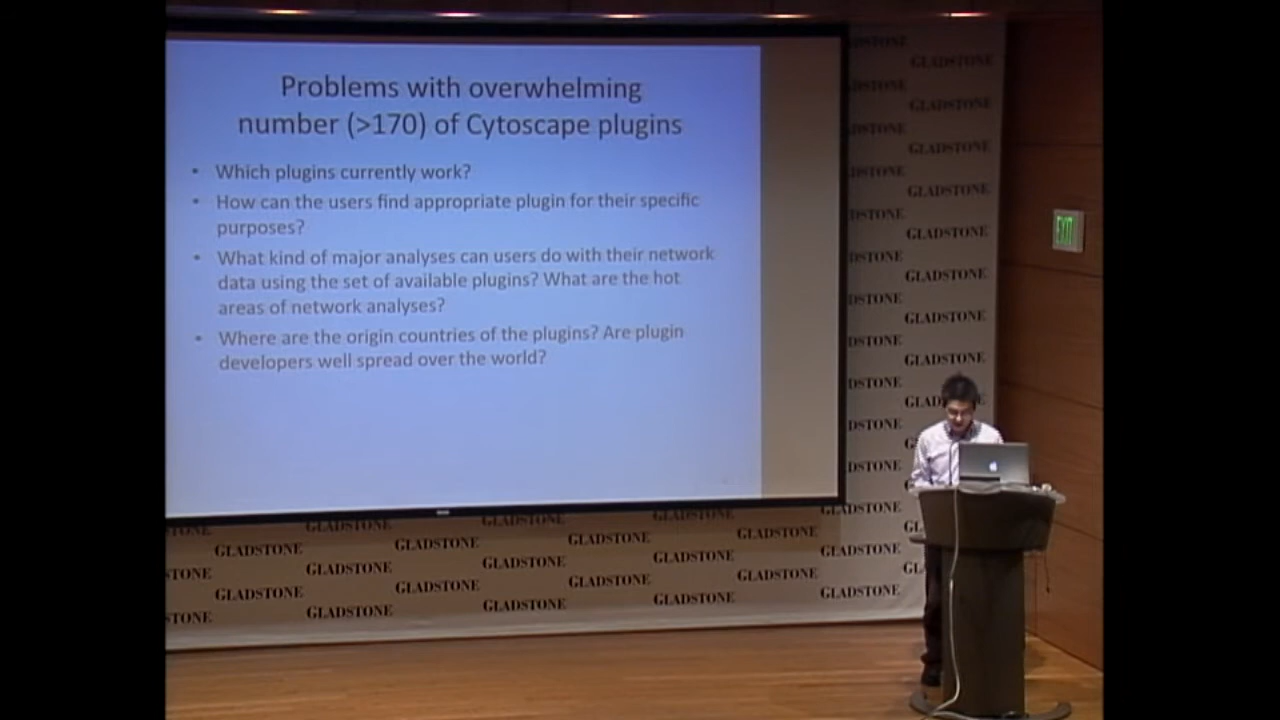 Problems with overwhelming
number (>170) of Cytoscape plugins
• Which plugins currently work?
• How can the users find appropriate plugin for their specific
purposes?
• What kind of major analyses can users do with their network
data using the set of available plugins? What are the hot
areas of network analyses?
• Where are the origin countries of the plugins? Are plugin
developers well spread over the world?
EXIT
GLADSTONE
GLADSTONE
GLADSTONE
GLADSTONE
GLADSTONE
GLADSTONE
GLADSTONE
GLADSTONE
GLADSTONE
GLADSTONE GLADSTONE GLADSTONE GLADSTONE GLADSTONE
GLADSTONE GLADSTONE GLADSTONE GLADSTONE
GLADSTONE GLADSTONE GLADSTONE GLADSTONE
GLADSTONE GLADSTONE GLADSTONE GLADSTONE
GLADSTONE GLADSTONE GLADSTONE GLADSTONE